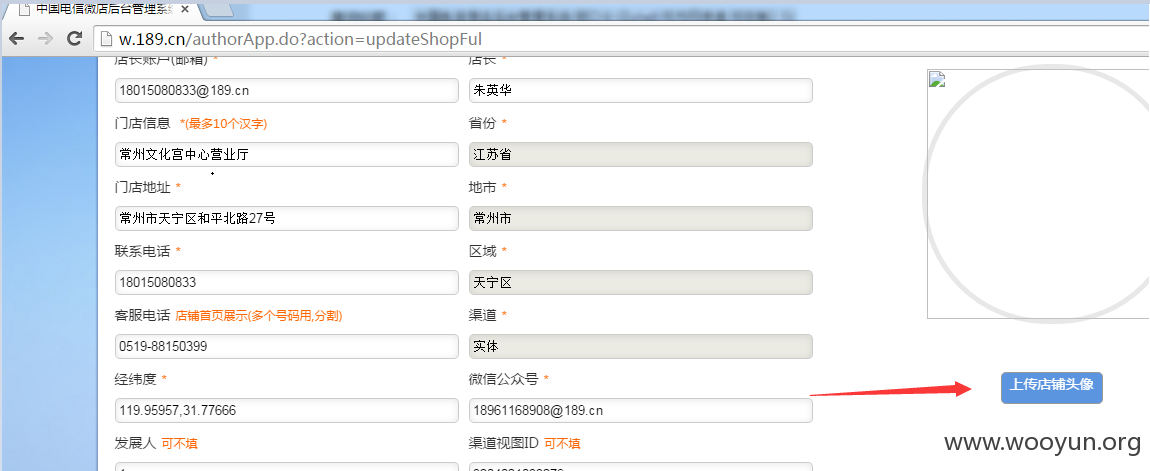 中国电信微店后台管理系统
w.189.cn/authorApp.do?action=updateShopFul
店长账户(邮箱) * 店长 *
18015080833@189.cn 朱英华
门店信息 *(最多10个汉字) 省份 *
常州文化宫中心营业厅 江苏省
门店地址 * 地市 *
常州市天宁区和平北路27号 常州市
联系电话 * 区域 *
18015080833 天宁区
客服电话 店铺首页展示(多个号码用,分割) 渠道 *
0519-88150399 实体
经纬度 * 微信公众号 *
119.95957,31.77666 18961168908@189.cn
上传店铺头像
发展人 可不填 渠道视图ID 可不填
www.wooyun.org